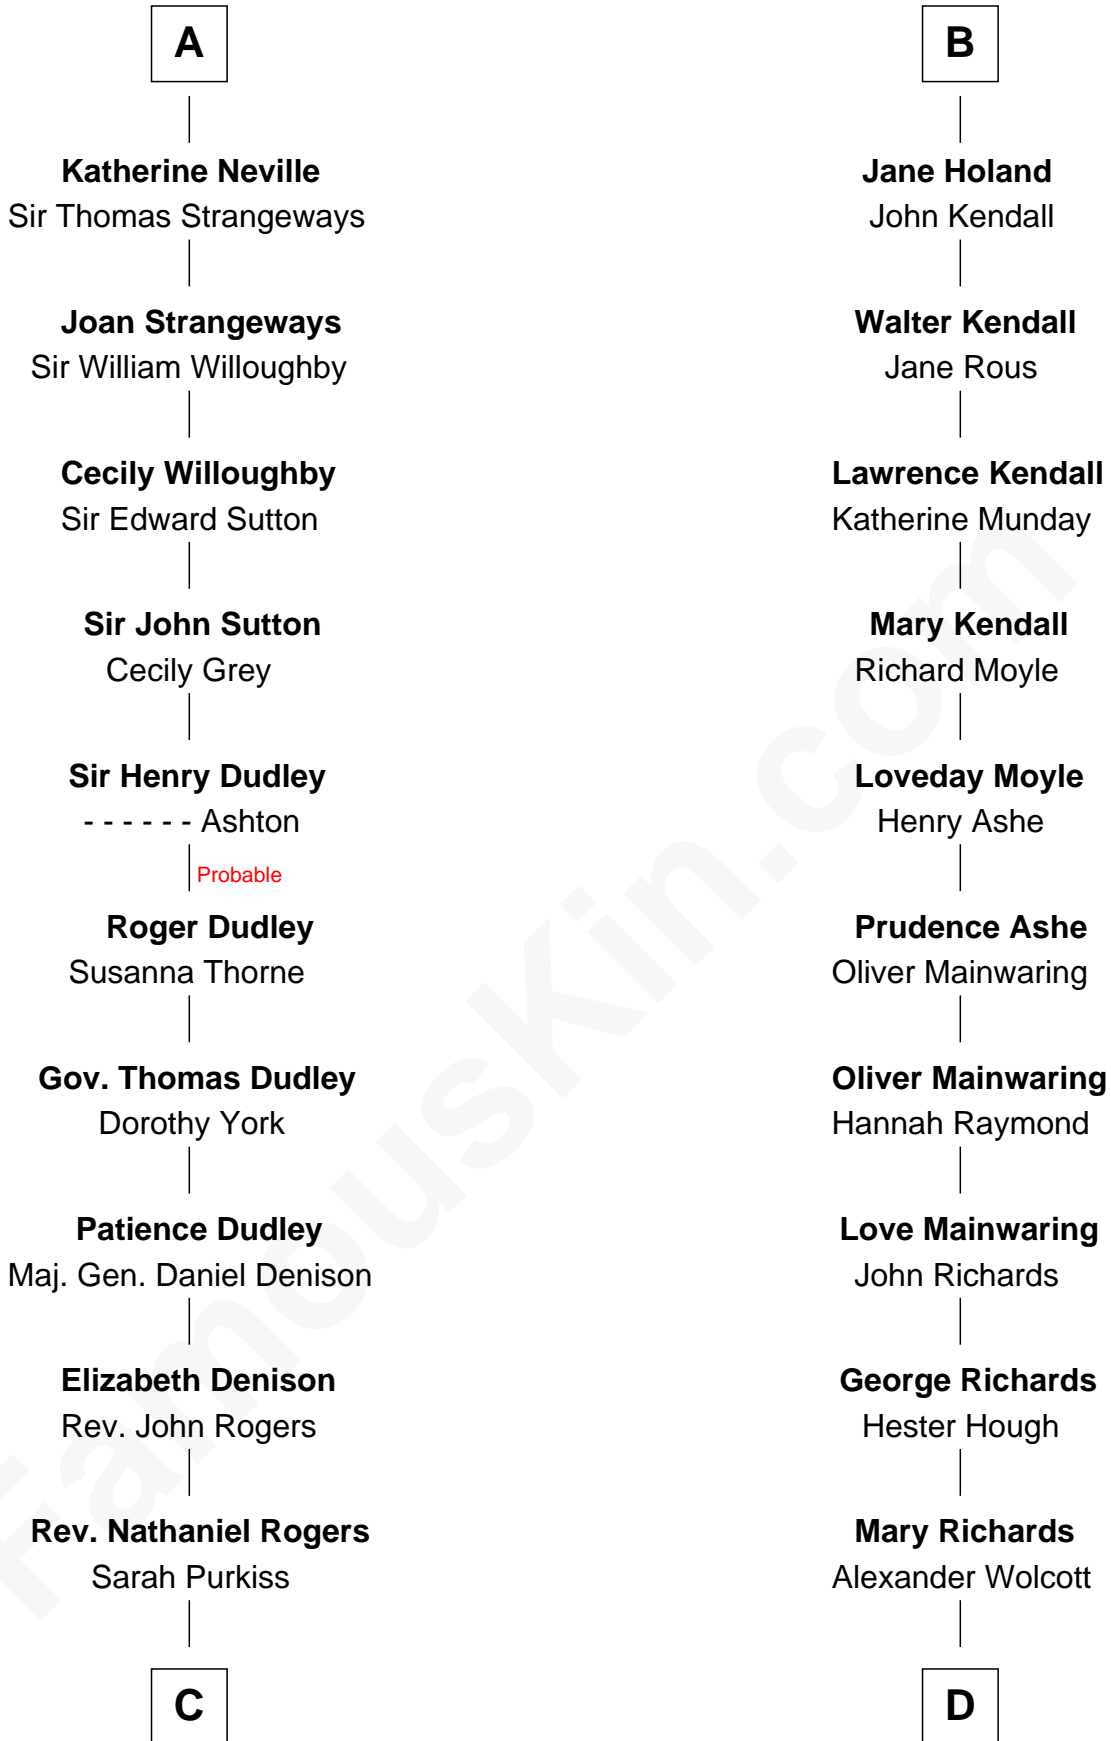 A
Katherine Neville
Sir Thomas Strangeways
Joan Strangeways
Sir William Willoughby
Cecily Willoughby
Sir Edward Sutton
Sir John Sutton
Cecily Grey
Sir Henry Dudley
- - - - - - Ashton
Probable
Roger Dudley
Susanna Thorne
Gov. Thomas Dudley
Dorothy York
Patience Dudley
Maj. Gen. Daniel Denison
Elizabeth Denison
Rev. John Rogers
Rev. Nathaniel Rogers
Sarah Purkiss
C
B
Jane Holand
John Kendall
Walter Kendall
Jane Rous
Lawrence Kendall
Katherine Munday
Mary Kendall
Richard Moyle
Loveday Moyle
Henry Ashe
Prudence Ashe
Oliver Mainwaring
Oliver Mainwaring
Hannah Raymond
Love Mainwaring
John Richards
George Richards
Hester Hough
Mary Richards
Alexander Wolcott
D
FamousKin.com